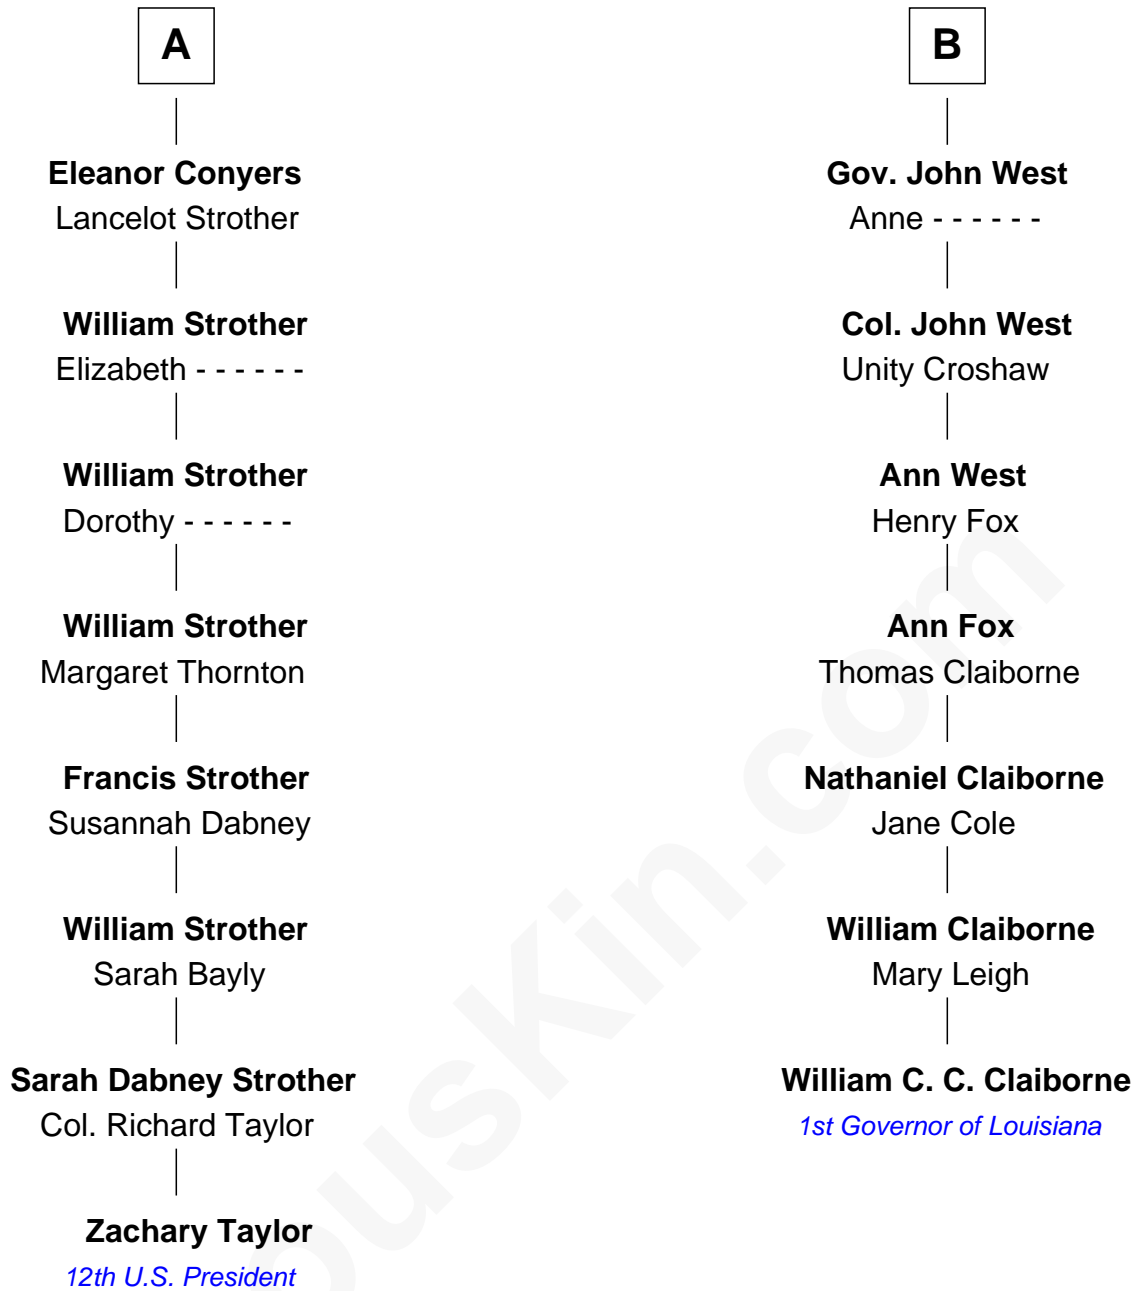 A
Eleanor Conyers
Lancelot Strother
William Strother
Elizabeth - - - - - -
William Strother
Dorothy - - - - - -
William Strother
Margaret Thornton
Francis Strother
Susannah Dabney
William Strother
Sarah Bayly
Sarah Dabney Strother
Col. Richard Taylor
Zachary Taylor
12th U.S. President
B
Gov. John West
Anne - - - - - -
Col. John West
Unity Croshaw
Ann West
Henry Fox
Ann Fox
Thomas Claiborne
Nathaniel Claiborne
Jane Cole
William Claiborne
Mary Leigh
William C. C. Claiborne
1st Governor of Louisiana
ousKin.com